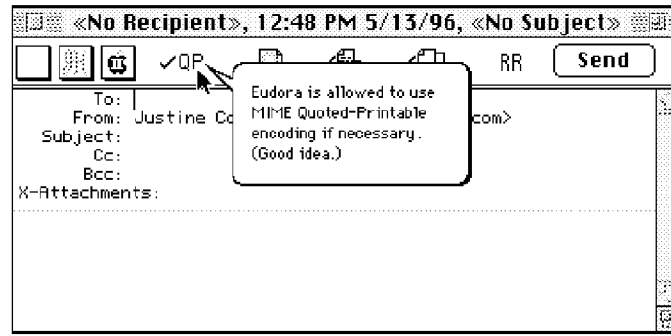 «No Recipient», 12:48 PM 5/13/96, «No Subject»
✓QP RR Send
Eudora is allowed to use
MIME Quoted-Printable
encoding if necessary.
(Good idea.)
To:
From: Justine Co com>
Subject:
Cc:
Bcc:
X-Attachments: